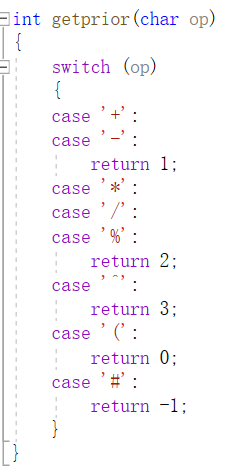 int getprior(char op)
{
    switch (op)
    {
    case '+':
    case '-':
        return 1;
    case '*':
    case '/':
    case '%':
        return 2;
    case '^':
        return 3;
    case '(':
        return 0;
    case '#':
        return -1;
    }
}